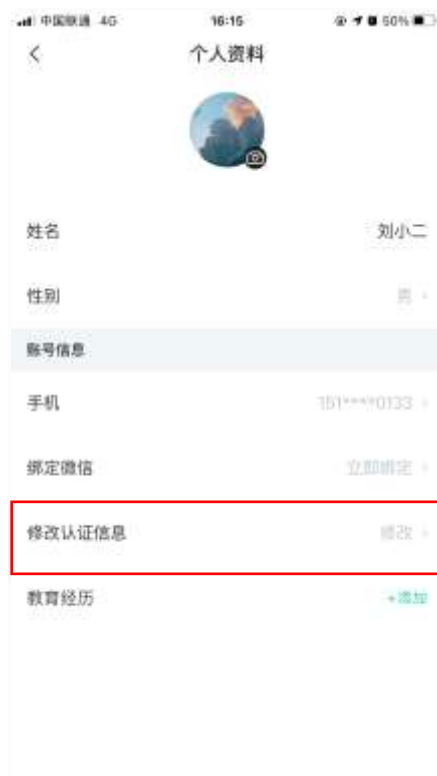 中国联通 4G 16:15 50%
个人资料
姓名 刘小二
性别 男
账号信息
手机 151****0133
绑定微信 立即绑定
修改认证信息 修改
教育经历 +添加